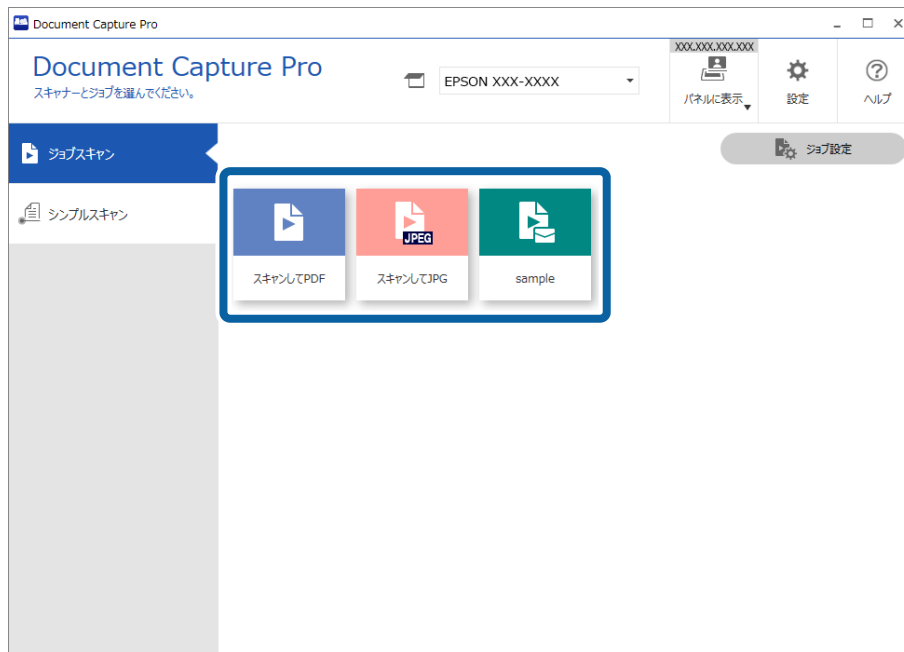 Document Capture Pro
Document Capture Pro
スキャナーとジョブを選んでください。
EPSON XXX-XXXX
XXX.XXX.XXX.XXX
パネルに表示
設定
ヘルプ
ジョブスキャン
ジョブ設定
シンプルスキャン
JPEG
スキャンしてPDF
スキャンしてJPG
sample